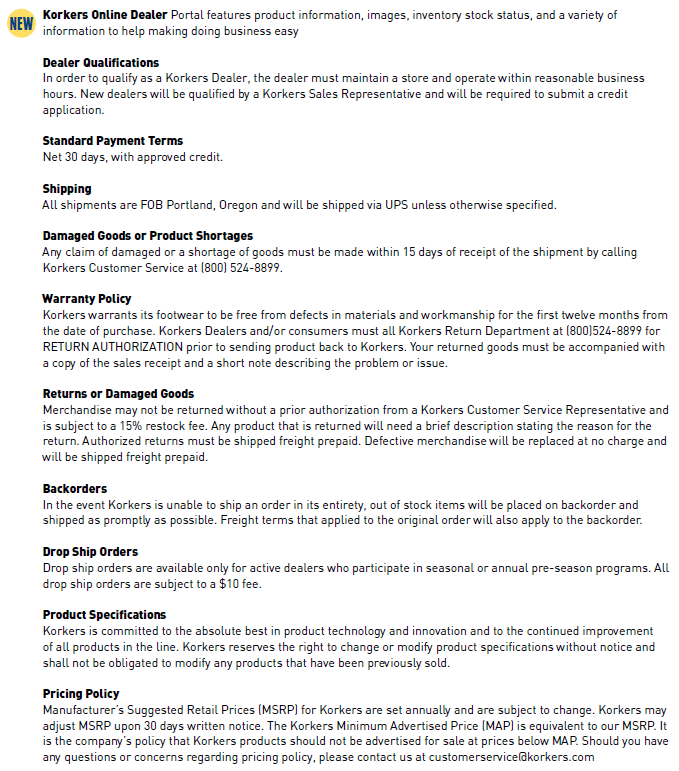 NEW
Korkers Online Dealer Portal features product information, images, inventory stock status, and a variety of
information to help making doing business easy
Dealer Qualifications
In order to qualify as a Korkers Dealer, the dealer must maintain a store and operate within reasonable business
hours. New dealers will be qualified by a Korkers Sales Representative and will be required to submit a credit
application.
Standard Payment Terms
Net 30 days, with approved credit.
Shipping
All shipments are FOB Portland, Oregon and will be shipped via UPS unless otherwise specified.
Damaged Goods or Product Shortages
Any claim of damaged or a shortage of goods must be made within 15 days of receipt of the shipment by calling
Korkers Customer Service at (800) 524-8899.
Warranty Policy
Korkers warrants its footwear to be free from defects in materials and workmanship for the first twelve months from
the date of purchase. Korkers Dealers and/or consumers must all Korkers Return Department at (800)524-8899 for
RETURN AUTHORIZATION prior to sending product back to Korkers. Your returned goods must be accompanied with
a copy of the sales receipt and a short note describing the problem or issue.
Returns or Damaged Goods
Merchandise may not be returned without a prior authorization from a Korkers Customer Service Representative and
is subject to a 15% restock fee. Any product that is returned will need a brief description stating the reason for the
return. Authorized returns must be shipped freight prepaid. Defective merchandise will be replaced at no charge and
will be shipped freight prepaid.
Backorders
In the event Korkers is unable to ship an order in its entirety, out of stock items will be placed on backorder and
shipped as promptly as possible. Freight terms that applied to the original order will also apply to the backorder.
Drop Ship Orders
Drop ship orders are available only for active dealers who participate in seasonal or annual pre-season programs. All
drop ship orders are subject to a $10 fee.
Product Specifications
Korkers is committed to the absolute best in product technology and innovation and to the continued improvement
of all products in the line. Korkers reserves the right to change or modify product specifications without notice and
shall not be obligated to modify any products that have been previously sold.
Pricing Policy
Manufacturer's Suggested Retail Prices (MSRP) for Korkers are set annually and are subject to change. Korkers may
adjust MSRP upon 30 days written notice. The Korkers Minimum Advertised Price (MAP) is equivalent to our MSRP. It
is the company's policy that Korkers products should not be advertised for sale at prices below MAP. Should you have
any questions or concerns regarding pricing policy, please contact us at customerservice@korkers.com